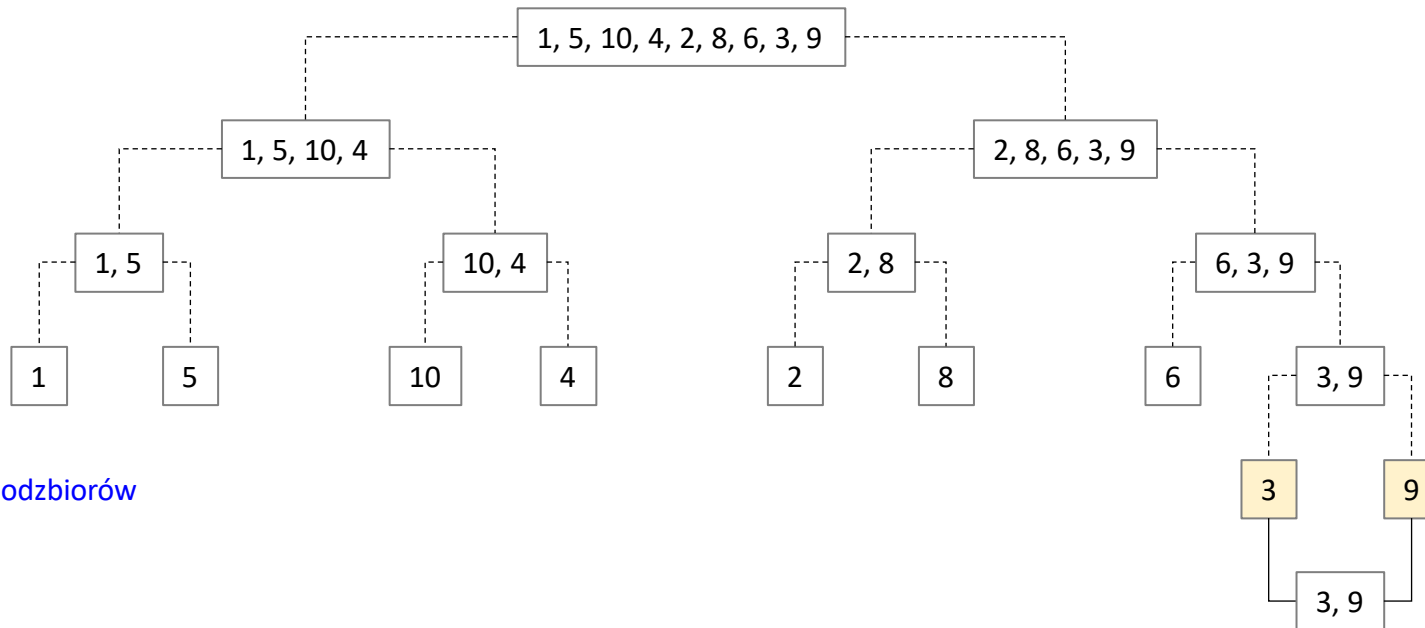 1, 5, 10, 4, 2, 8, 6, 3, 9
1, 5, 10, 4
2, 8, 6, 3, 9
1, 5
10, 4
2, 8
6, 3, 9
1
5
10
4
2
8
6
3, 9
odzbiorów
3
9
3, 9